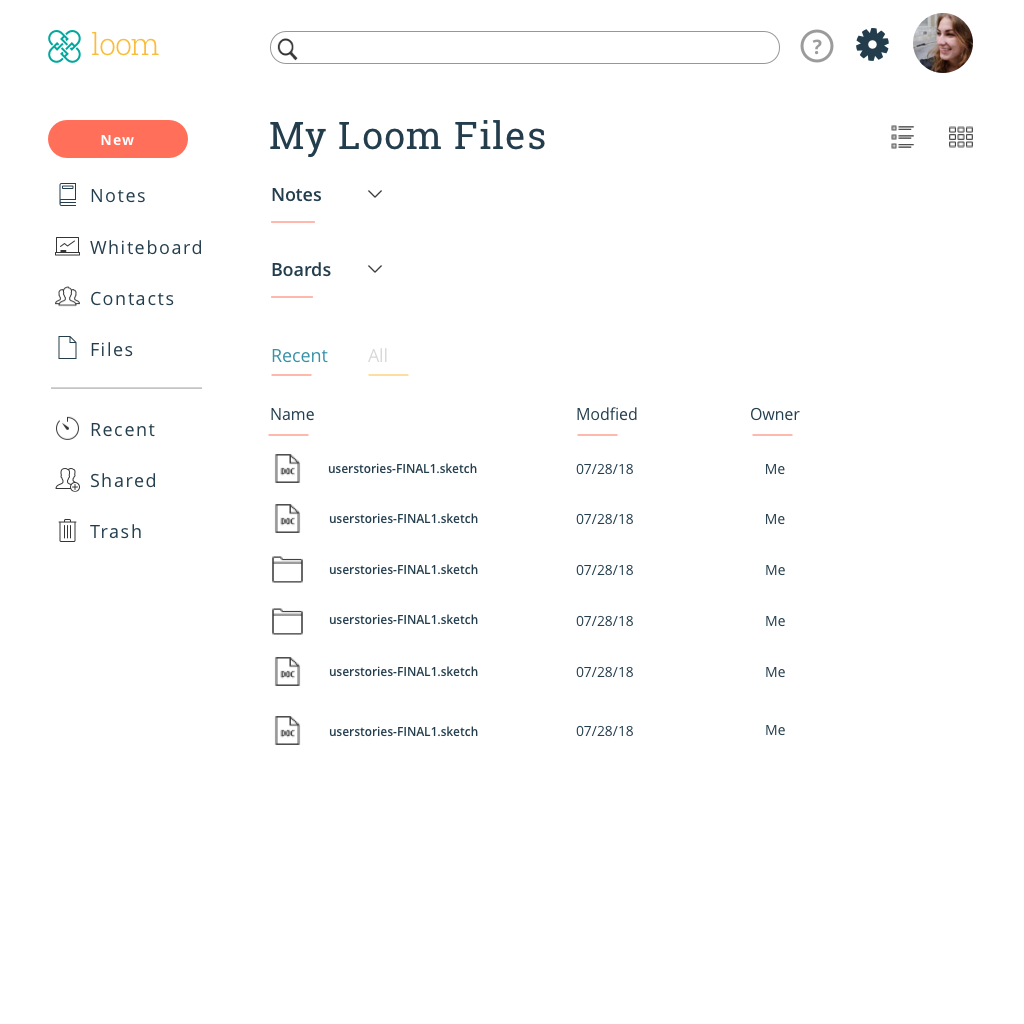 loom
?
My Loom Files
New
Notes
Whiteboard
Contacts
Files
Recent
Shared
Trash
Notes
Boards
Recent All
Name Modfied Owner
DOC userstories-FINAL1.sketch 07/28/18 Me
DOC userstories-FINAL1.sketch 07/28/18 Me
userstories-FINAL1.sketch 07/28/18 Me
userstories-FINAL1.sketch 07/28/18 Me
DOC userstories-FINAL1.sketch 07/28/18 Me
DOC userstories-FINAL1.sketch 07/28/18 Me